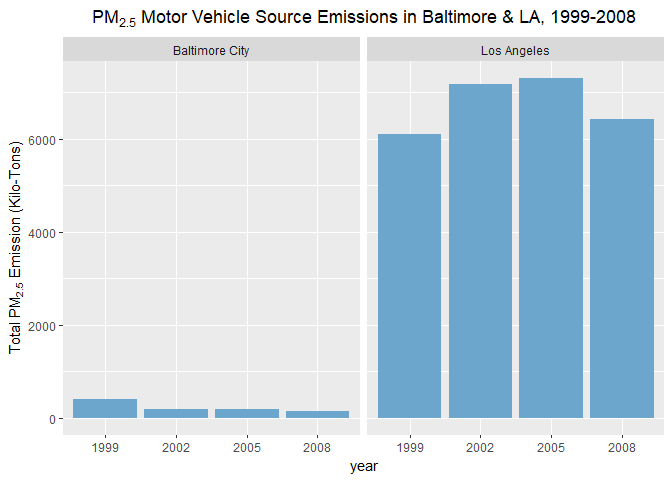 PM2.5 Motor Vehicle Source Emissions in Baltimore & LA, 1999-2008
Baltimore City
Los Angeles
Total PM2.5 Emission (Kilo-Tons)
6000
4000
2000
0
1999 2002 2005 2008
1999 2002 2005 2008
year